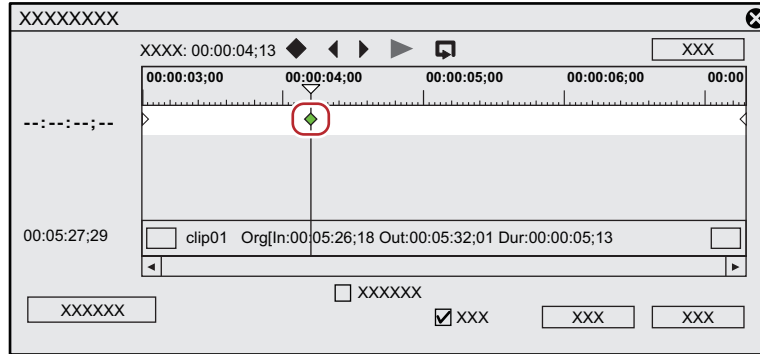 XXXXXXXX
XXXX: 00:00:04;13 XXX
00:00:03;00 00:00:04;00 00:00:05;00 00:00:06;00 00:00
--:--:--;--
00:05:27;29 clip01 Org[In:00:05:26;18 Out:00:05:32;01 Dur:00:00:05;13
XXXXXX
XXXXXX XXX XXX XXX